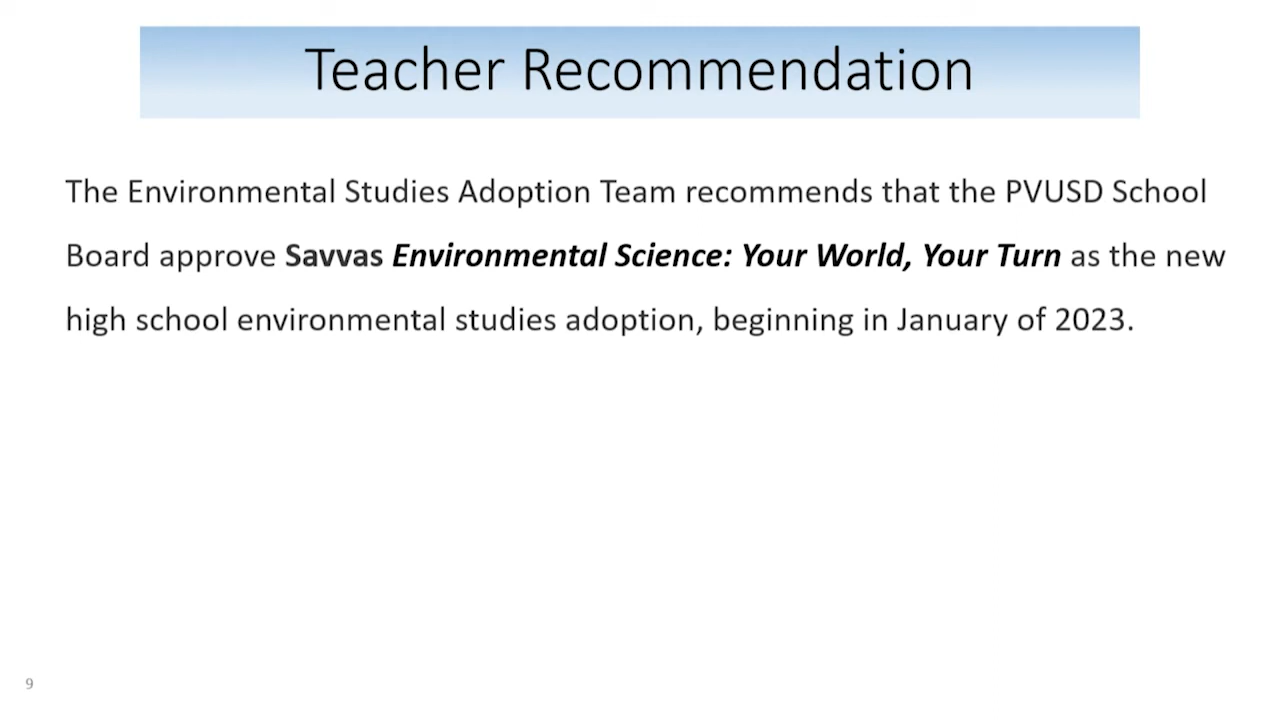 Teacher Recommendation
The Environmental Studies Adoption Team recommends that the PVUSD School
Board approve Savvas Environmental Science: Your World, Your Turn as the new
high school environmental studies adoption, beginning in January of 2023.
9